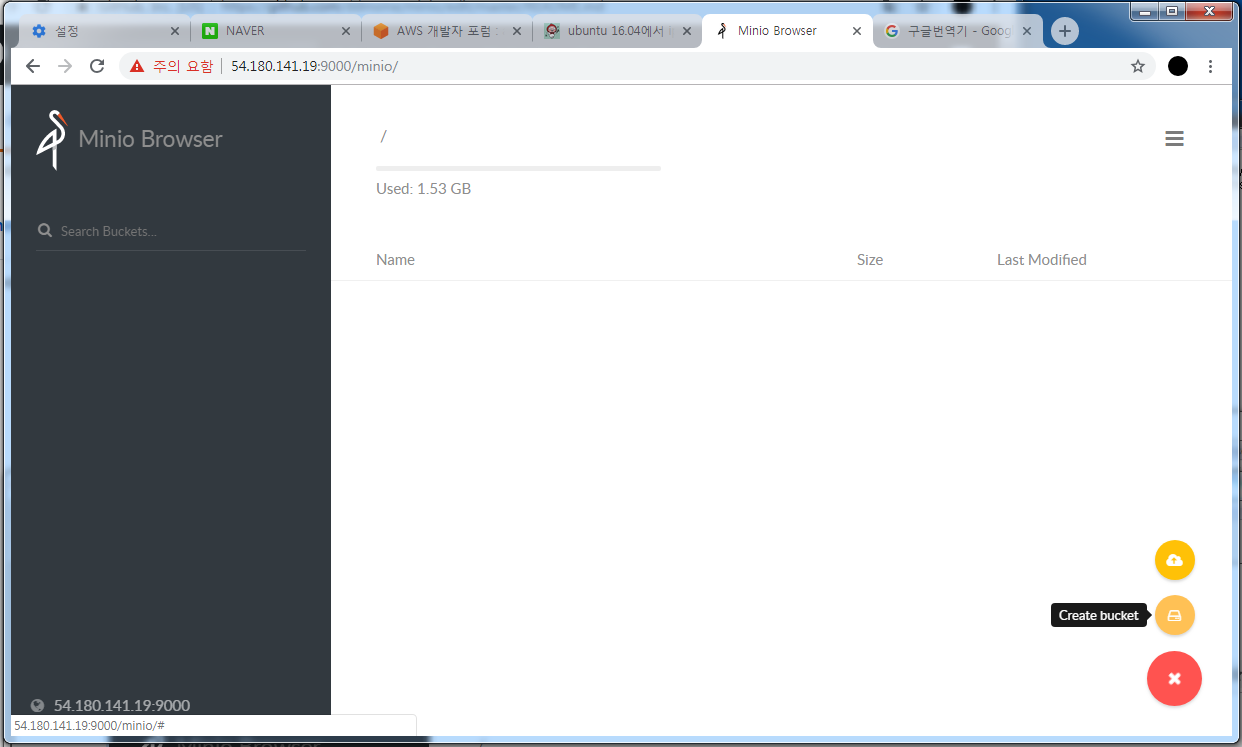 설정
NAVER
AWS 개발자 포럼 :
ubuntu 16.04에서
Minio Browser
구글번역기 - Goog
주의 요함
54.180.141.19:9000/minio/
Minio Browser
/
Used: 1.53 GB
Search Buckets...
Name
Size
Last Modified
Create bucket
54.180.141.19:9000
54.180.141.19:9000/minio/#